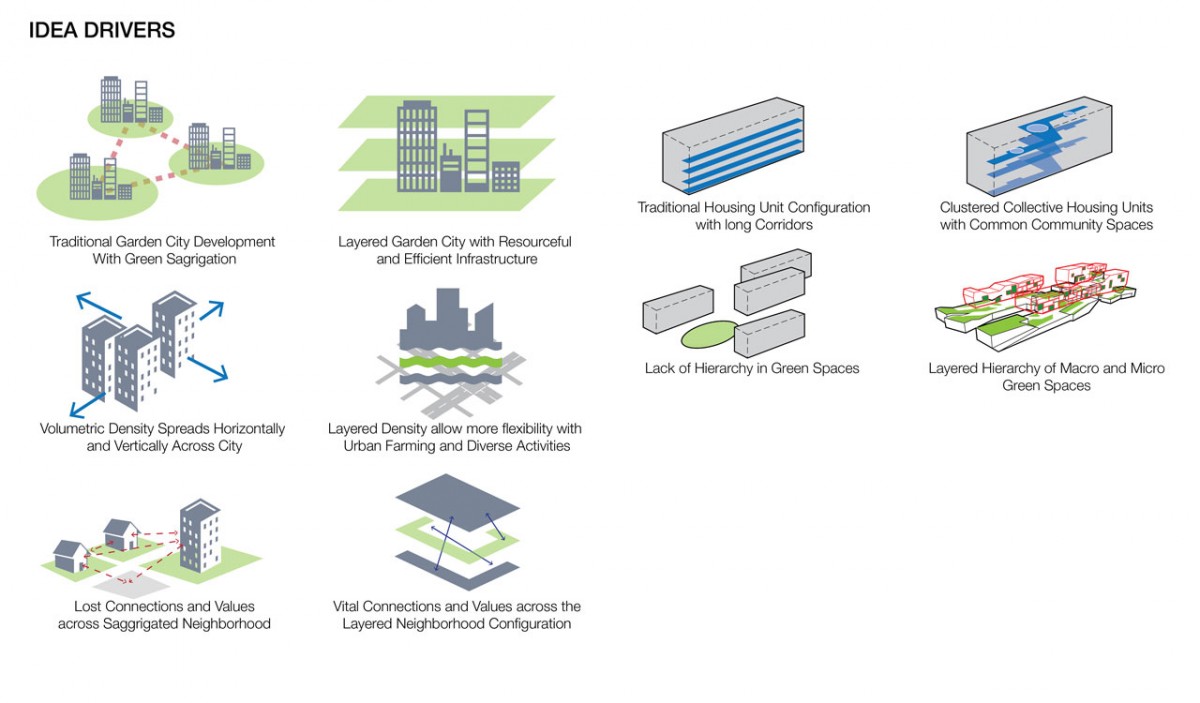 IDEA DRIVERS
Traditional Garden City Development
With Green Sagrigation
Layered Garden City with Resourceful
and Efficient Infrastructure
Traditional Housing Unit Configuration
with long Corridors
Clustered Collective Housing Units
with Common Community Spaces
Volumetric Density Spreads Horizontally
and Vertically Across City
Layered Density allow more flexibility with
Urban Farming and Diverse Activities
Lack of Hierarchy in Green Spaces
Layered Hierarchy of Macro and Micro
Green Spaces
Lost Connections and Values
across Saggrigated Neighborhood
Vital Connections and Values across the
Layered Neighborhood Configuration